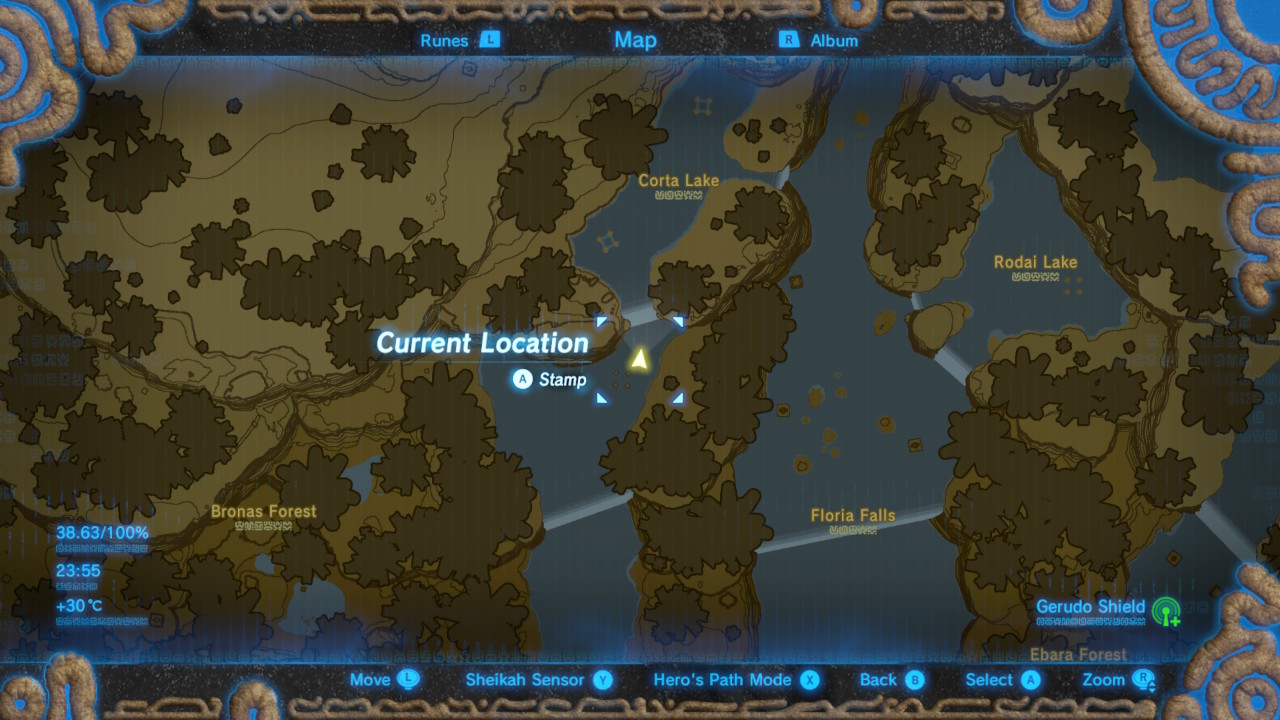 Runes L Map R Album
Corta Lake
Rodai Lake
Current Location
A Stamp
Bronas Forest
Floria Falls
38.63/100%
23:55
+30℃
Gerudo Shield
Ebara Forest
Move L Sheikah Sensor Y Hero's Path Mode X Back B Select A Zoom R